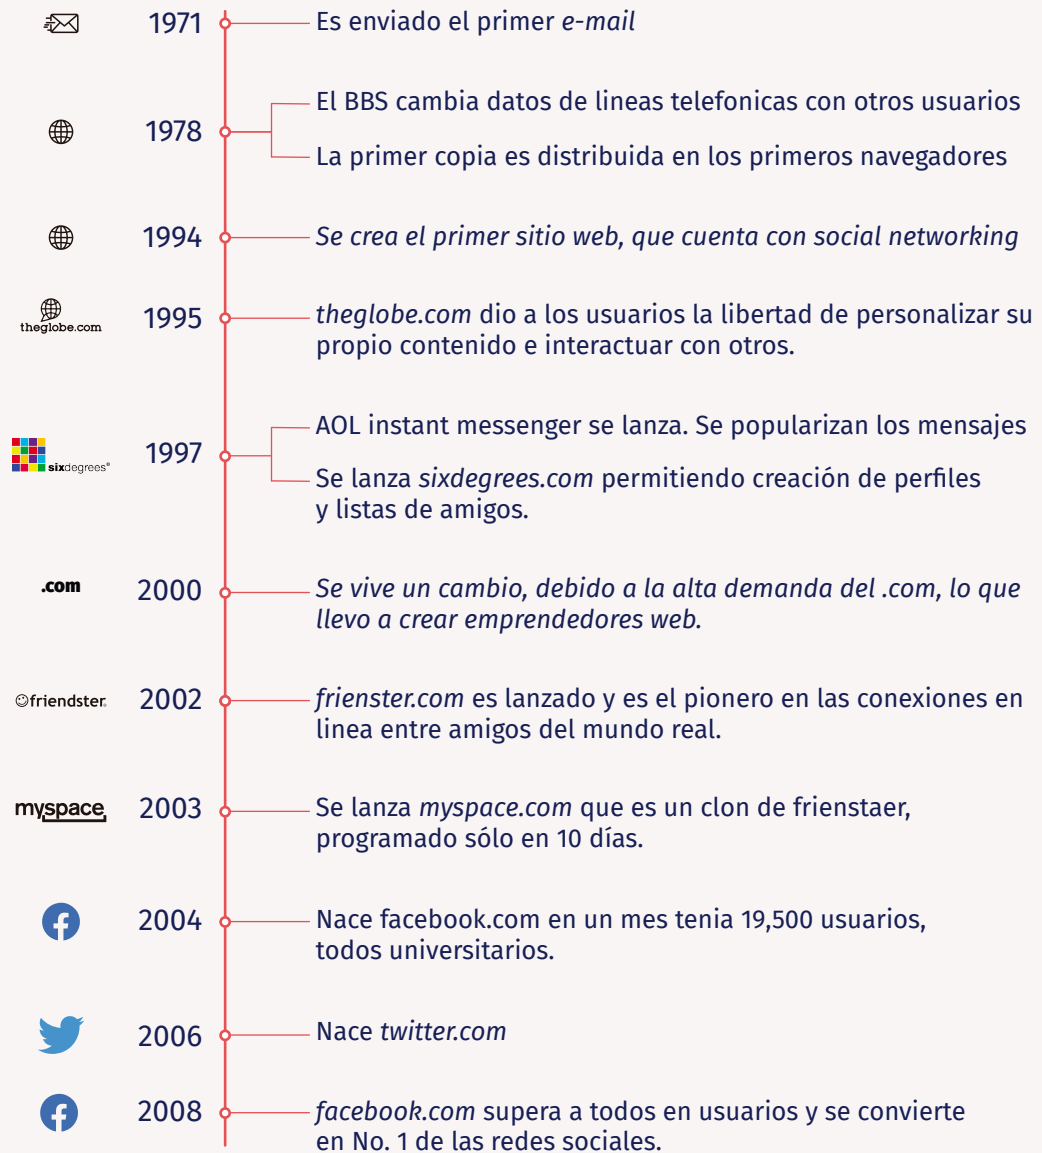 1971 Es enviado el primer e-mail
El BBS cambia datos de lineas telefonicas con otros usuarios
1978
La primer copia es distribuida en los primeros navegadores
1994 Se crea el primer sitio web, que cuenta con social networking
theglobe.com 1995 theglobe.com dio a los usuarios la libertad de personalizar su
propio contenido e interactuar con otros.
AOL instant messenger se lanza. Se popularizan los mensajes
sixdegrees® 1997
Se lanza sixdegrees.com permitiendo creación de perfiles
y listas de amigos.
.com 2000 Se vive un cambio, debido a la alta demanda del .com, lo que
llevo a crear emprendedores web.
friendster 2002 frienster.com es lanzado y es el pionero en las conexiones en
linea entre amigos del mundo real.
myspace 2003 Se lanza myspace.com que es un clon de frienstaer,
programado sólo en 10 días.
2004 Nace facebook.com en un mes tenia 19,500 usuarios,
todos universitarios.
2006 Nace twitter.com
2008 facebook.com supera a todos en usuarios y se convierte
en No. 1 de las redes sociales.